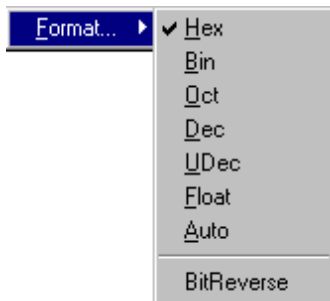 Format...
Hex
Bin
Oct
Dec
UDec
Float
Auto
BitReverse